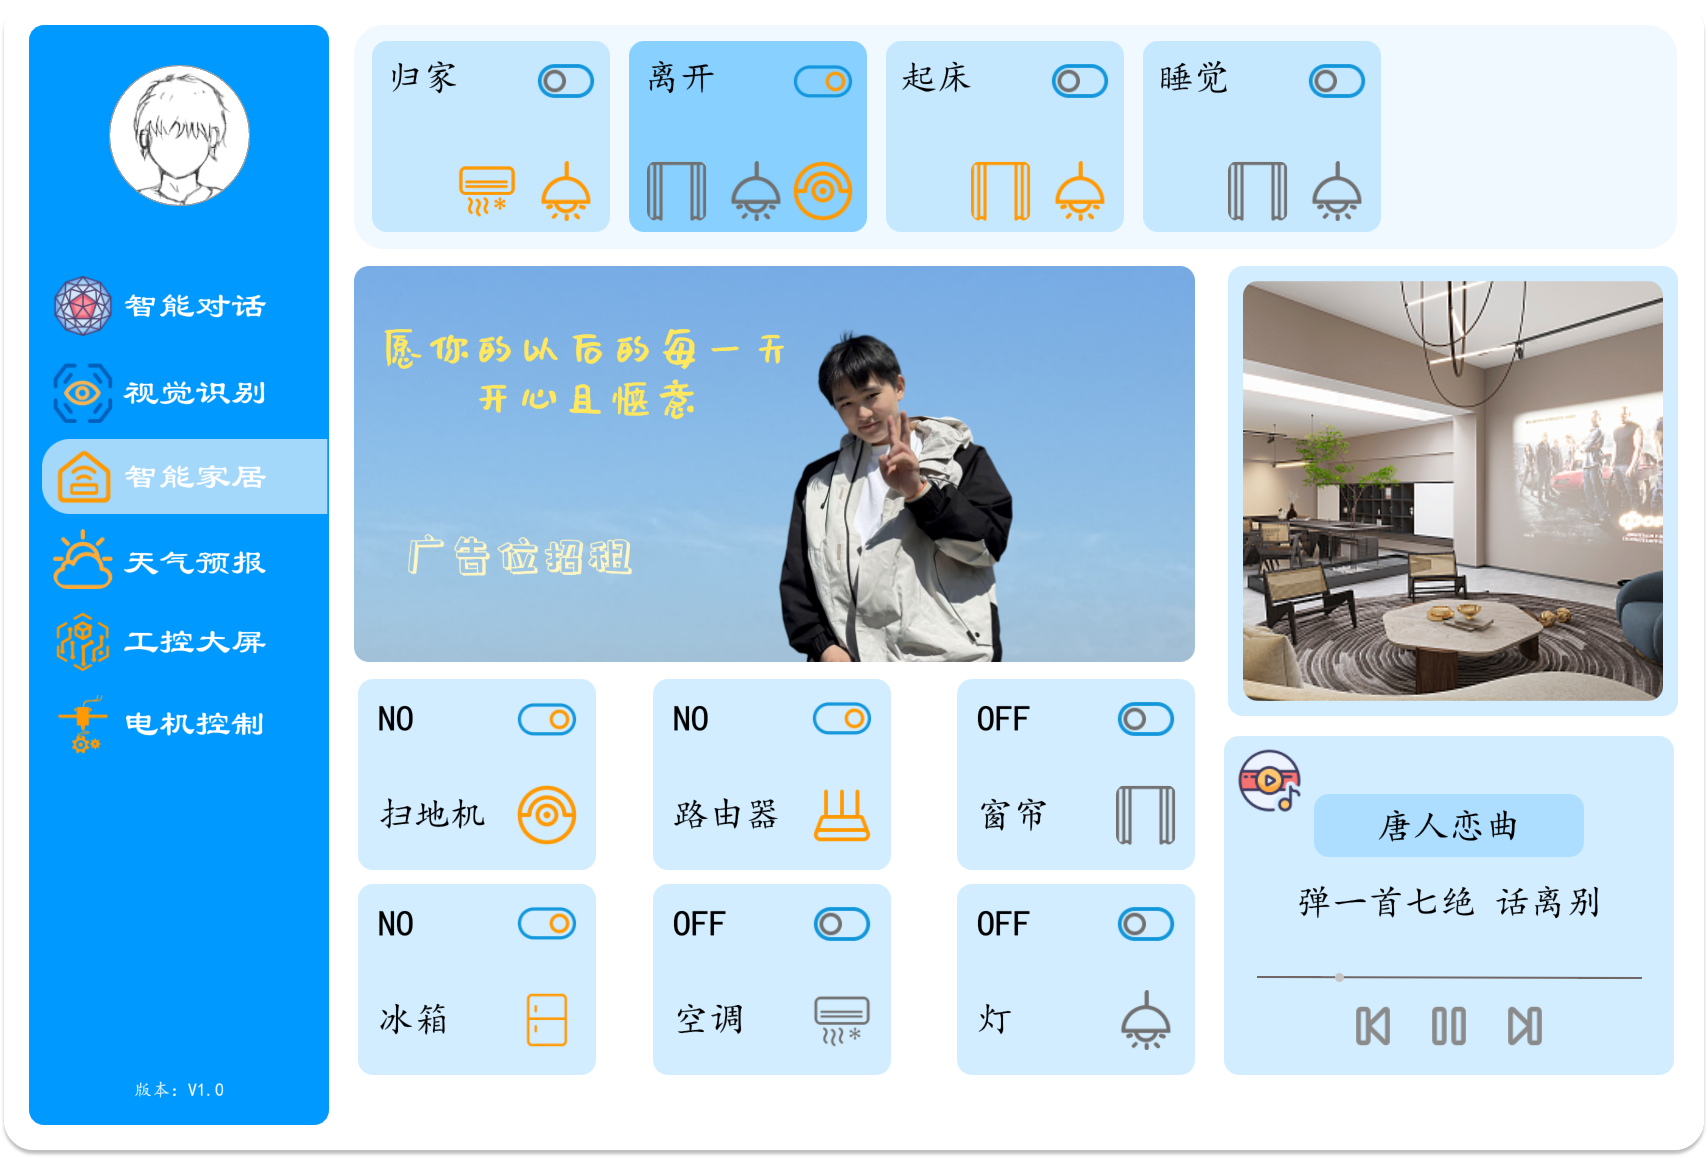 归家
离开
起床
睡觉
智能对话
视觉识别
智能家居
天气预报
工控大屏
电机控制
版本: V1.0
愿你的以后的每一天
开心且惬意
广告位招租
NO
扫地机
NO
路由器
OFF
窗帘
NO
冰箱
OFF
空调
OFF
灯
唐人恋曲
弹一首七绝 话离别